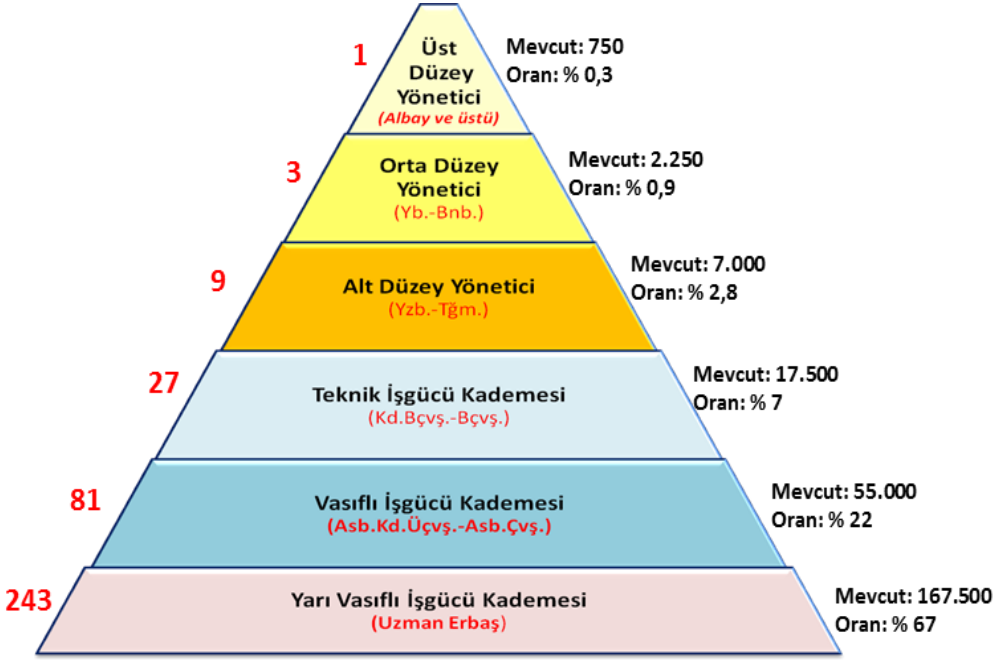 1
Üst
Düzey
Yönetici
(Albay ve üstü)
Mevcut: 750
Oran: % 0,3
3
Orta Düzey
Yönetici
(Yb.-Bnb.)
Mevcut: 2.250
Oran: % 0,9
9
Alt Düzey Yönetici
(Yzb.-Tğm.)
Mevcut: 7.000
Oran: % 2,8
27
Teknik İşgücü Kademesi
(Kd.Bçvş.-Bçvş.)
Mevcut: 17.500
Oran: % 7
81
Vasıflı İşgücü Kademesi
(Asb.Kd.Üçvş.-Asb.Çvş.)
Mevcut: 55.000
Oran: % 22
243
Yarı Vasıflı İşgücü Kademesi
(Uzman Erbaş)
Mevcut: 167.500
Oran: % 67